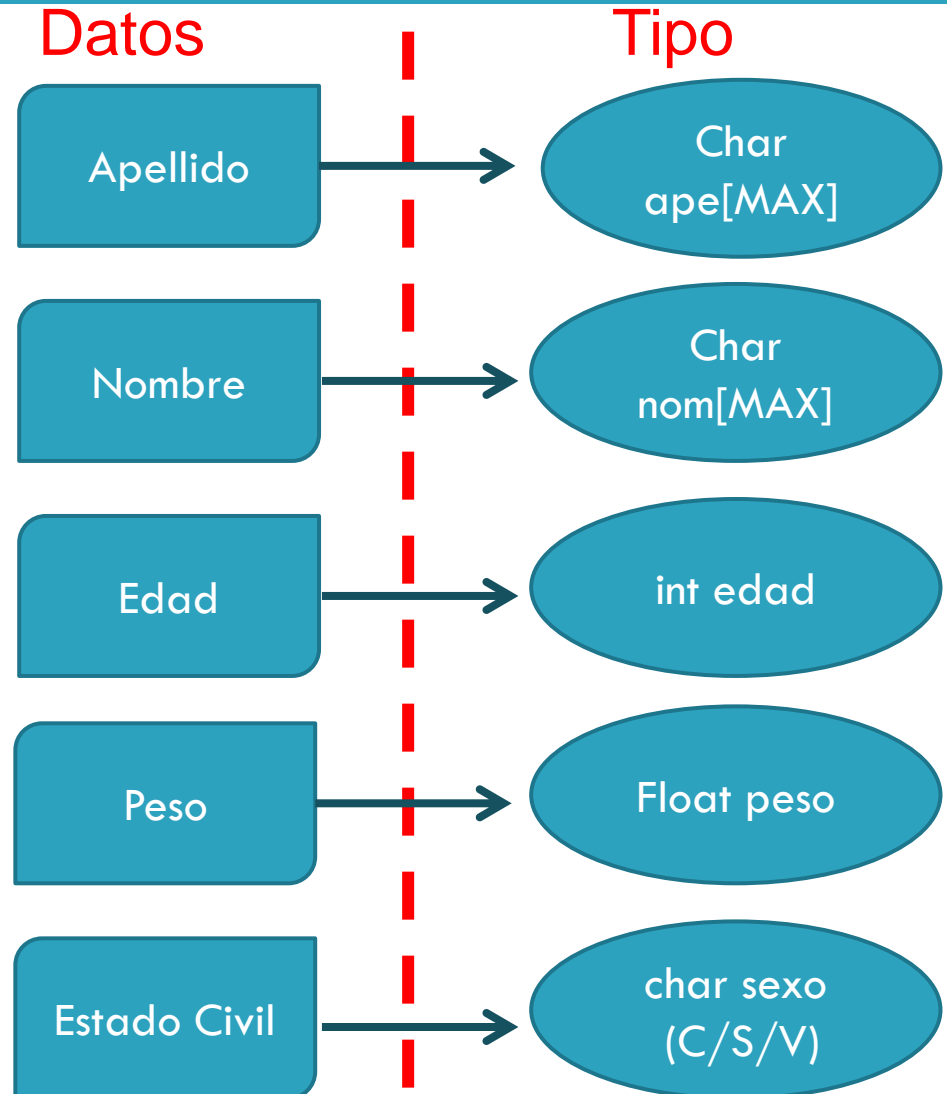 Datos
Tipo
Apellido
Char
ape[MAX]
Nombre
Char
nom[MAX]
Edad
int edad
Peso
Float peso
Estado Civil
char sexo
(C/S/V)